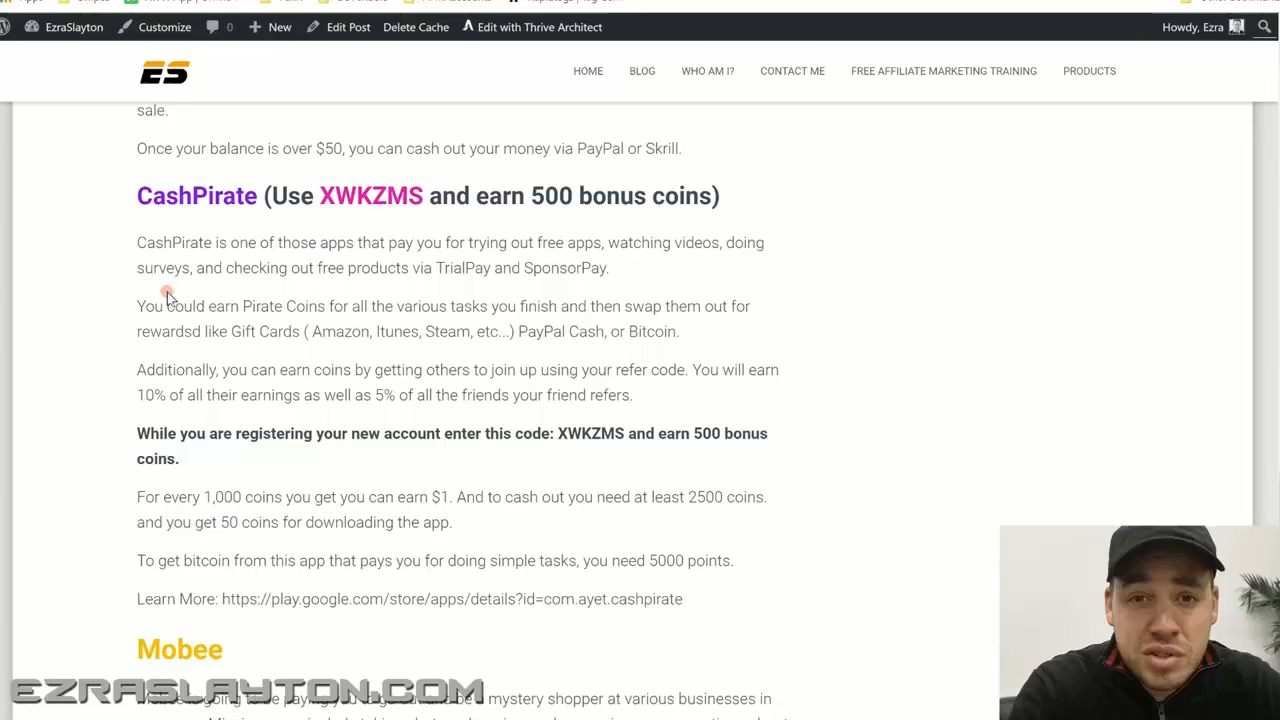 EzraSlayton Customize 0 New Edit Post Delete Cache Edit with Thrive Architect Howdy, Ezra
ES HOME BLOG WHO AM I? CONTACT ME FREE AFFILIATE MARKETING TRAINING PRODUCTS
sale.
Once your balance is over $50, you can cash out your money via PayPal or Skrill.
CashPirate (Use XWKZMS and earn 500 bonus coins)
CashPirate is one of those apps that pay you for trying out free apps, watching videos, doing
surveys, and checking out free products via TrialPay and SponsorPay.
You could earn Pirate Coins for all the various tasks you finish and then swap them out for
rewardsd like Gift Cards ( Amazon, Itunes, Steam, etc...) PayPal Cash, or Bitcoin.
Additionally, you can earn coins by getting others to join up using your refer code. You will earn
10% of all their earnings as well as 5% of all the friends your friend refers.
While you are registering your new account enter this code: XWKZMS and earn 500 bonus
coins.
For every 1,000 coins you get you can earn $1. And to cash out you need at least 2500 coins.
and you get 50 coins for downloading the app.
To get bitcoin from this app that pays you for doing simple tasks, you need 5000 points.
Learn More: https://play.google.com/store/apps/details?id=com.ayet.cashpirate
Mobee
EZRASLAYTON.COM
mystery shopper at various businesses in